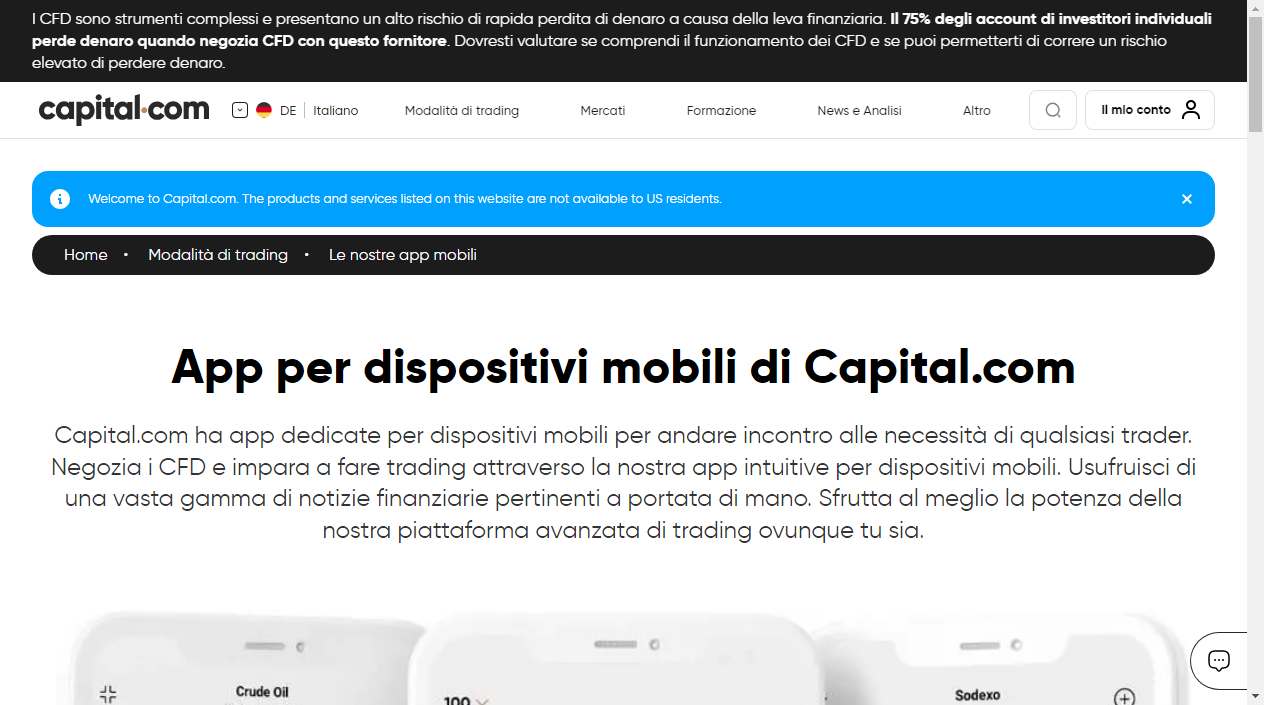 I CFD sono strumenti complessi e presentano un alto rischio di rapida perdita di denaro a causa della leva finanziaria. Il 75% degli account di investitori individuali
perde denaro quando negozia CFD con questo fornitore. Dovresti valutare se comprendi il funzionamento dei CFD e se puoi permetterti di correre un rischio
elevato di perdere denaro.
capital.com DE Italiano Modalità di trading Mercati Formazione News e Analisi Altro Il mio conto
Welcome to Capital.com. The products and services listed on this website are not available to US residents.
Home • Modalità di trading • Le nostre app mobili
App per dispositivi mobili di Capital.com
Capital.com ha app dedicate per dispositivi mobili per andare incontro alle necessità di qualsiasi trader.
Negozia i CFD e impara a fare trading attraverso la nostra app intuitive per dispositivi mobili. Usufruisci di
una vasta gamma di notizie finanziarie pertinenti a portata di mano. Sfrutta al meglio la potenza della
nostra piattaforma avanzata di trading ovunque tu sia.
Crude Oil
100
Sodexo